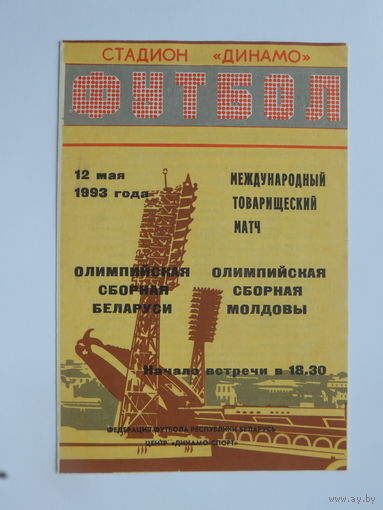 СТАДИОН «ДИНАМО»
ФУТБОЛ
12 мая
1993 года
МЕЖДУНАРОДНЫЙ
ТОВАРИЩЕСКИЙ
МАТЧ
ОЛИМПИЙСКАЯ
СБОРНАЯ
БЕЛАРУСИ
ОЛИМПИЙСКАЯ
СБОРНАЯ
МОЛДОВЫ
Начало встречи в 18.30
ФЕДЕРАЦИЯ ФУТБОЛА РЕСПУБЛИКИ БЕЛАРУСЬ
ЦЕНТР «ДИНАМО-СПОРТ»
www.ay.by